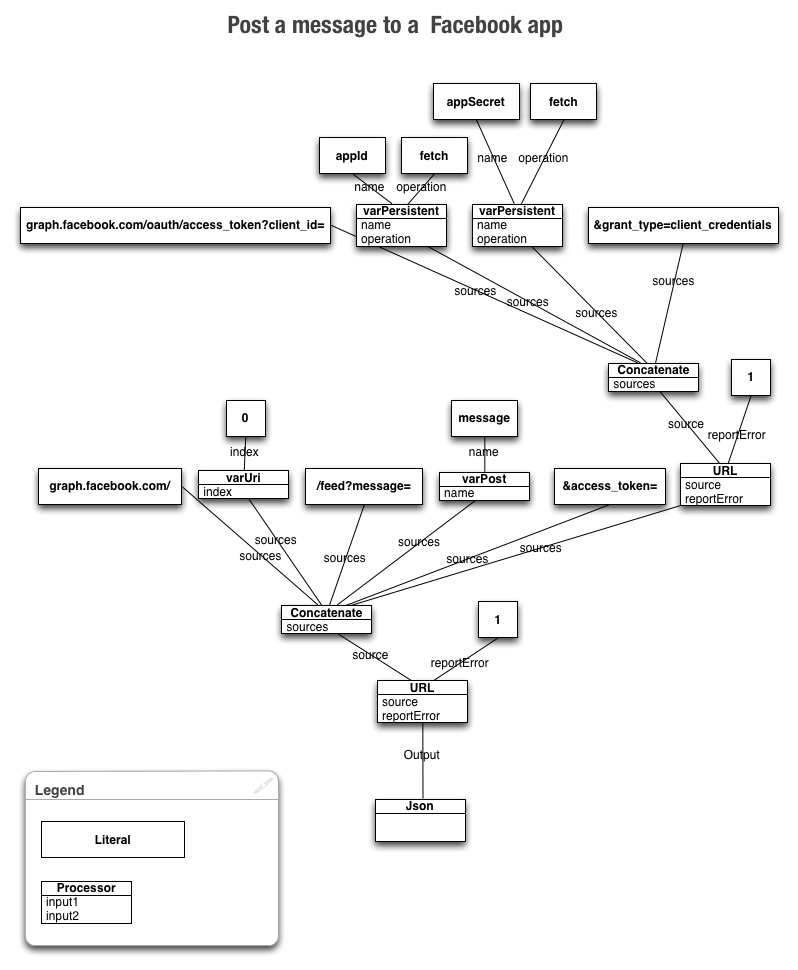 Post a message to a Facebook app
appSecret
fetch
appId
fetch
name
operation
name
operation
graph.facebook.com/oauth/access_token?client_id=
varPersistent
name
operation
varPersistent
name
operation
&grant_type=client_credentials
sources
sources
sources
sources
Concatenate
sources
1
0
message
source
reportError
index
name
graph.facebook.com/
varUri
index
/feed?message=
varPost
name
&access_token=
URL
source
reportError
sources
sources
sources
sources
sources
sources
Concatenate
sources
1
source
reportError
URL
source
reportError
Output
Json
Legend
Literal
Processor
input1
input2